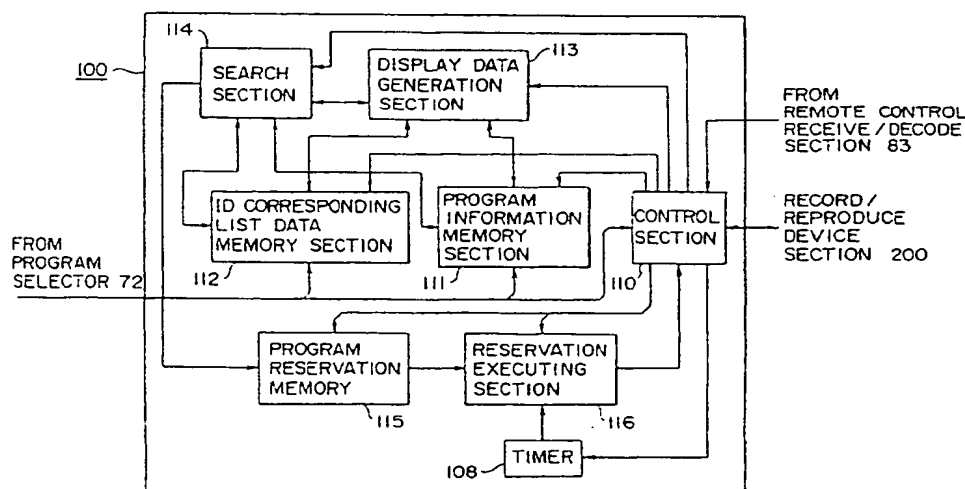 114
100
SEARCH
SECTION
DISPLAY DATA
GENERATION
SECTION
113
FROM
REMOTE CONTROL
RECEIVE/DECODE
SECTION 83
ID CORRESPONDING
LIST DATA
MEMORY SECTION
112
PROGRAM
INFORMATION
MEMORY
SECTION
111
CONTROL
SECTION
110
RECORD/
REPRODUCE
DEVICE
SECTION 200
FROM
PROGRAM
SELECTOR 72
PROGRAM
RESERVATION
MEMORY
115
RESERVATION
EXECUTING
SECTION
116
108
TIMER